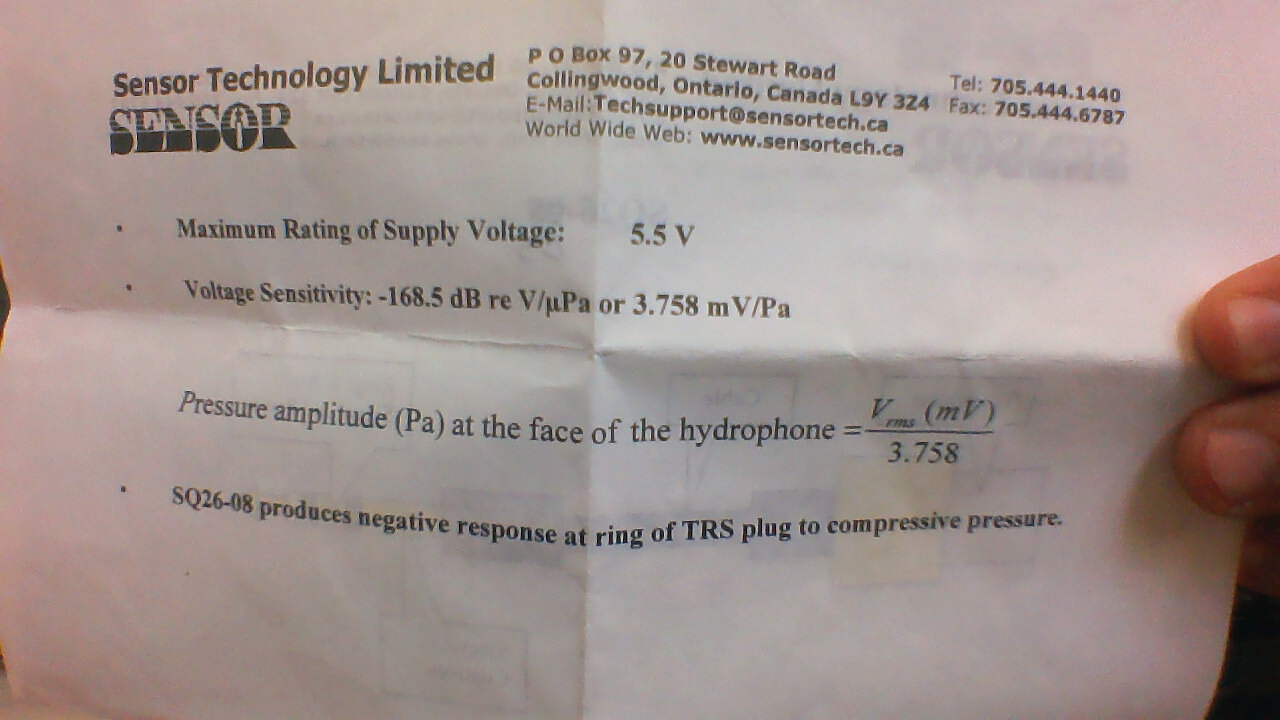 Sensor Technology Limited
SENSOR
P O Box 97, 20 Stewart Road
Collingwood, Ontario, Canada L9Y 3Z4
E-Mail:Techsupport@sensortech.ca
World Wide Web: www.sensortech.ca
Tel: 705.444.1440
Fax: 705.444.6787
• Maximum Rating of Supply Voltage: 5.5 V
• Voltage Sensitivity: -168.5 dB re V/µPa or 3.758 mV/Pa
Pressure amplitude (Pa) at the face of the hydrophone = V rms (mV) / 3.758
• SQ26-08 produces negative response at ring of TRS plug to compressive pressure.